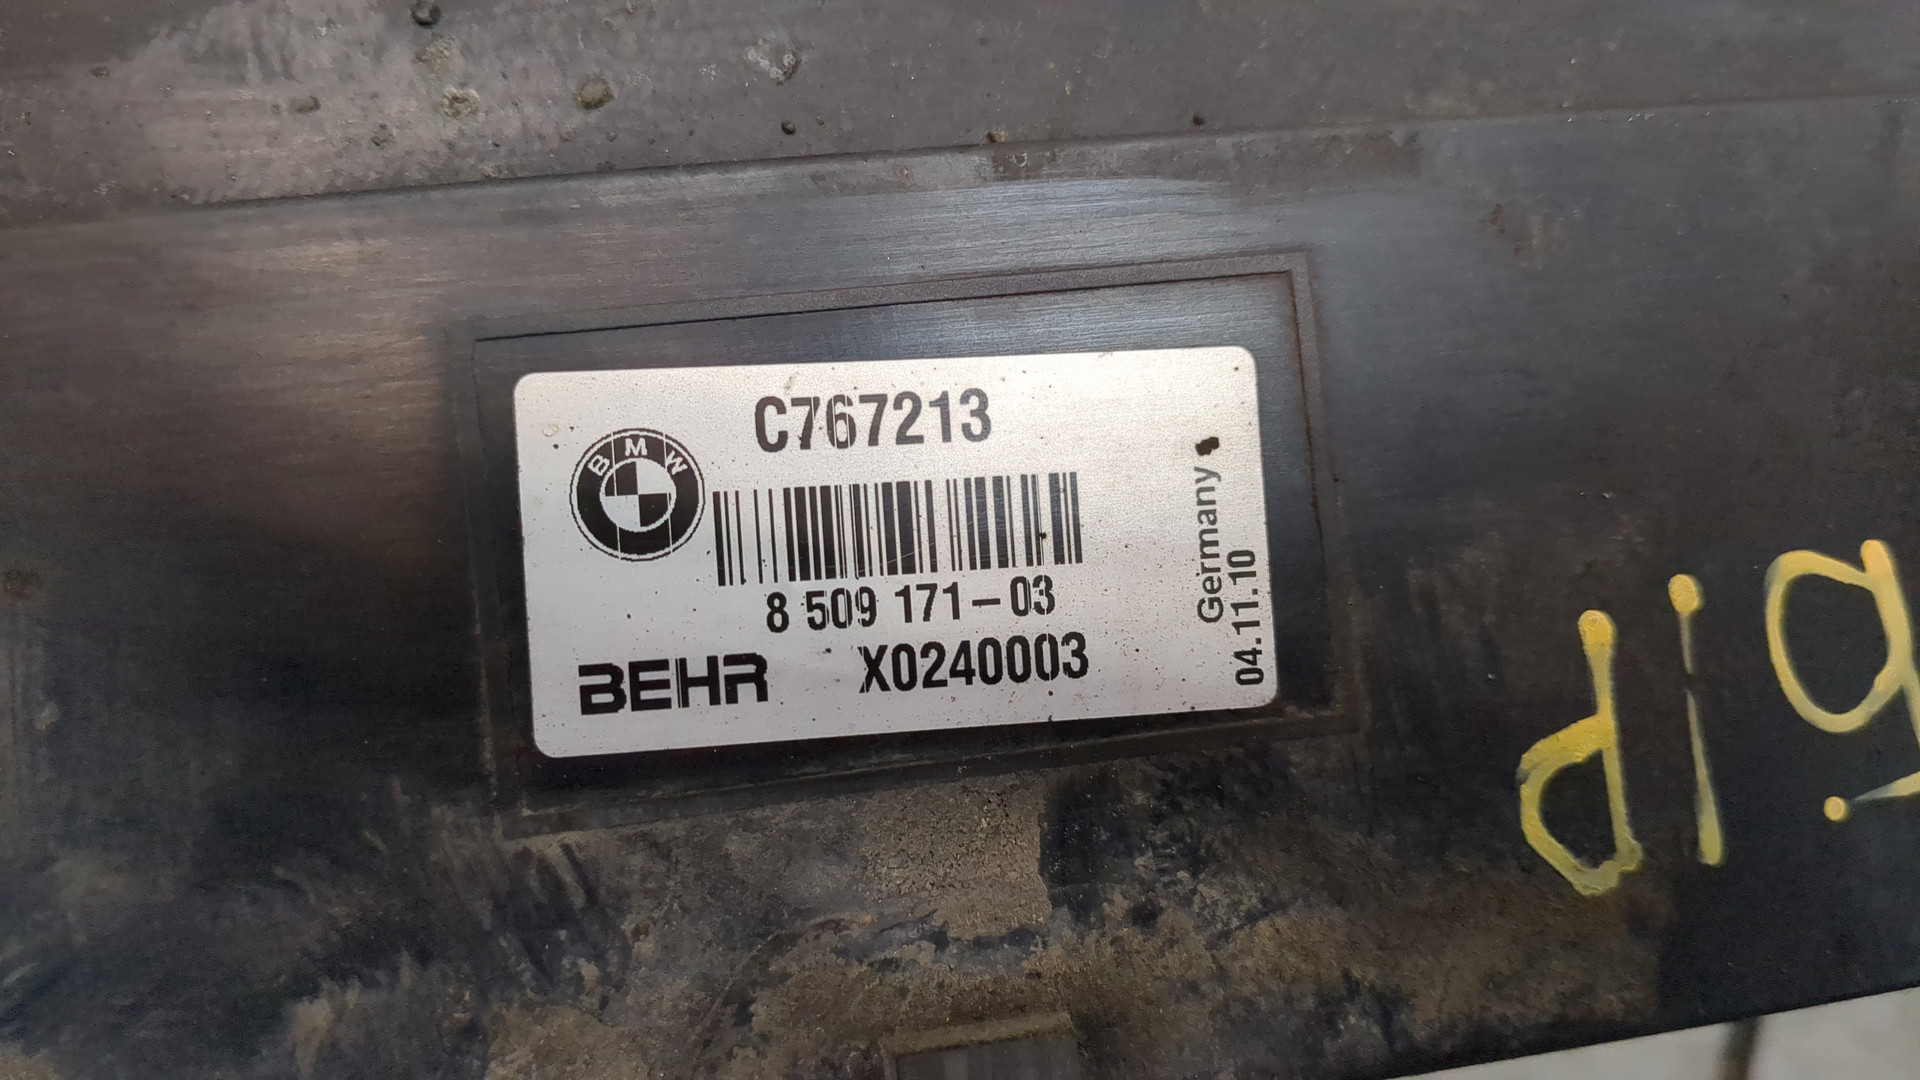 C767213
BMW
8 509 171-03
BEHR X0240003
Germany
04.11.10